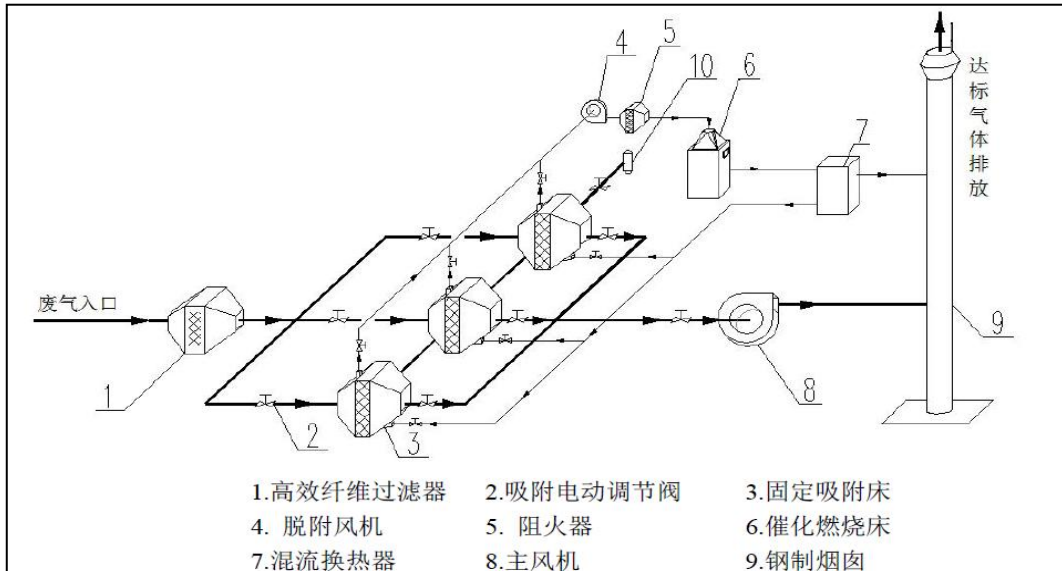 4
5
10
6
7
达标气体排放
废气入口
1
2
3
8
9
1.高效纤维过滤器 2.吸附电动调节阀 3.固定吸附床
4. 脱附风机 5. 阻火器 6.催化燃烧床
7.混流换热器 8.主风机 9.钢制烟囱